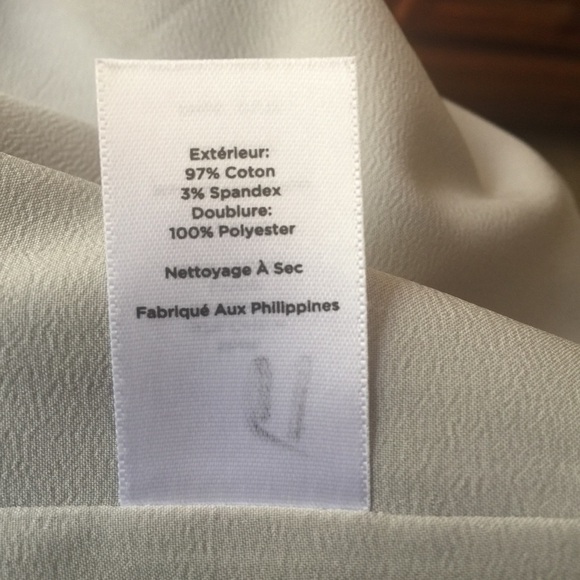 Extérieur:
97% Coton
3% Spandex
Doublure:
100% Polyester
Nettoyage À Sec
Fabriqué Aux Philippines